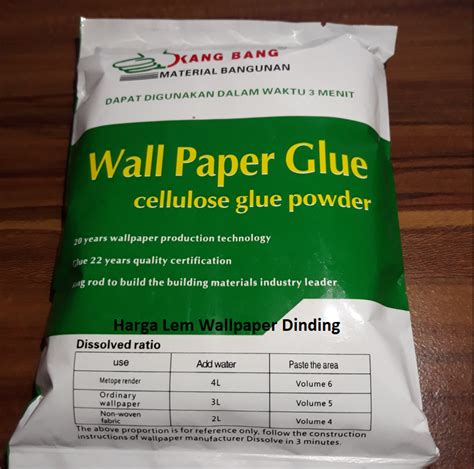 KANG BANG
MATERIAL BANGUNAN
DAPAT DIGUNAKAN DALAM WAKTU 3 MENIT
Wall Paper Glue
cellulose glue powder
20 years wallpaper production technology
Glue 22 years quality certification
rod to build the building materials industry leader
Harga Lem Wallpaper Dinding
Dissolved ratio
use Add water Paste the area
Metope render 4L Volume 6
Ordinary wallpaper 3L Volume 5
Non-woven fabric 2L Volume 4
The above proportion is for reference only, follow the construction
instructions of wallpaper manufacturer Dissolve in 3 minutes.